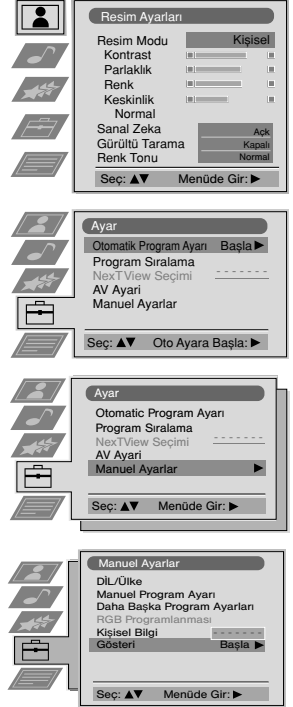 Resim Ayarları
Resim Modu Kişisel
Kontrast
Parlaklık
Renk
Keskinlik
Normal
Sanal Zeka Açk
Gürültü Tarama Kapalı
Renk Tonu Normal
Seç: ▲▼ Menüde Gir: ▶
Ayar
Otomatik Program Ayarı Başla ▶
Program Sıralama
NexTView Seçimi - - - - - - -
AV Ayari
Manuel Ayarlar
Seç: ▲▼ Oto Ayara Başla: ▶
Ayar
Otomatic Program Ayarı
Program Sıralama
NexTView Seçimi - - - - - - -
AV Ayari
Manuel Ayarlar ▶
Seç: ▲▼ Menüde Gir: ▶
Manuel Ayarlar
DİL/Ülke
Manuel Program Ayarı
Daha Başka Program Ayarları
RGB Programlanması
Kişisel Bilgi - - - - - - -
Gösteri Başla ▶
Seç: ▲▼ Menüde Gir: ▶